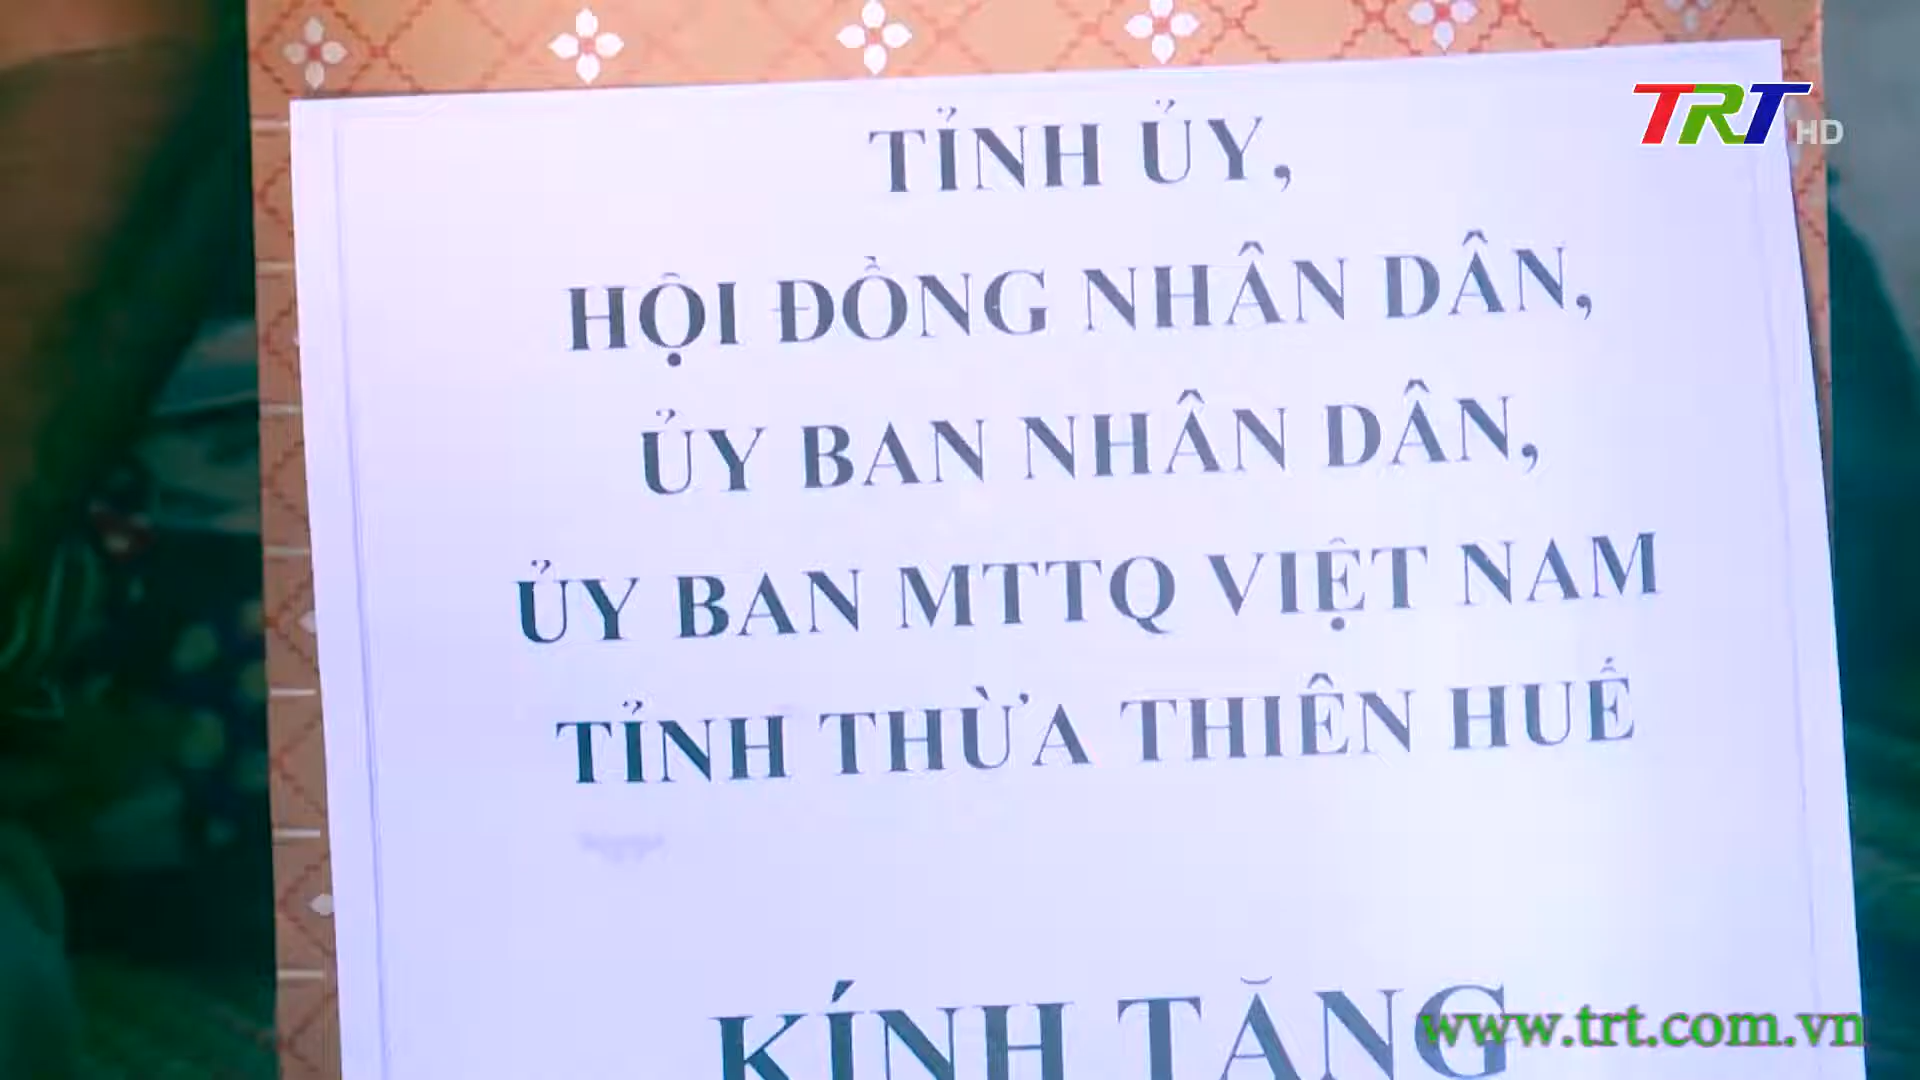 TRT HD
TỈNH ỦY,
HỘI ĐỒNG NHÂN DÂN,
ỦY BAN NHÂN DÂN,
ỦY BAN MTTQ VIỆT NAM
TỈNH THỪA THIÊN HUẾ
KÍNH TẶNG
www.trt.com.vn